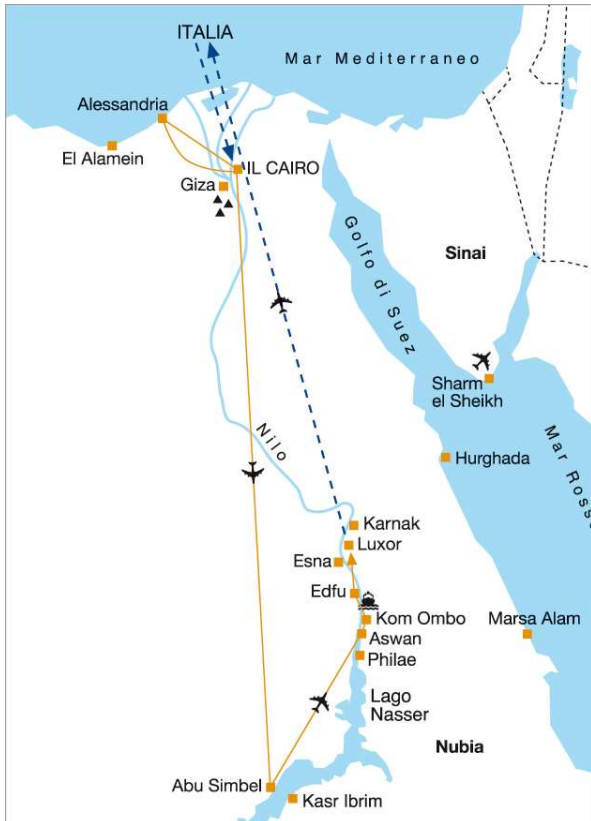 ITALIA
Mar Mediterraneo
Alessandria
El Alamein
IL CAIRO
Giza
Golfo di Suez
Sinai
Sharm
el Sheikh
Nilo
Mar Rosso
Hurghada
Karnak
Luxor
Esna
Edfu
Kom Ombo
Marsa Alam
Aswan
Philae
Lago
Nasser
Nubia
Abu Simbel
Kasr Ibrim